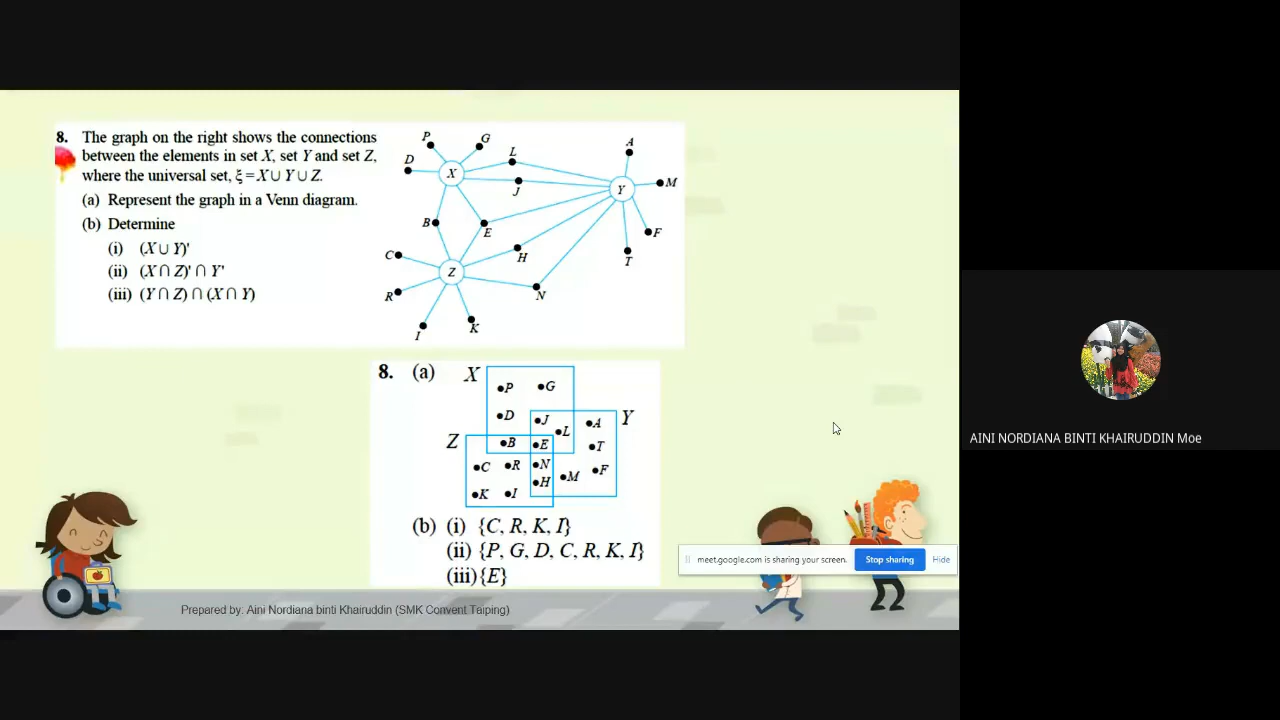 8. The graph on the right shows the connections
between the elements in set X, set Y and set Z,
where the universal set, ξ = X ∪ Y ∪ Z.
(a) Represent the graph in a Venn diagram.
(b) Determine
(i) (X ∪ Y)'
(ii) (X ∩ Z)' ∩ Y'
(iii) (Y ∩ Z) ∩ (X ∩ Y)
P
G
L
A
D
X
J
Y
M
B
E
F
C
H
T
Z
R
N
I
K
8. (a)
X
P
G
D
J
A
Y
L
Z
B
E
T
C
R
N
F
M
H
K
I
(b) (i) {C, R, K, I}
(ii) {P, G, D, C, R, K, I}
(iii) {E}
meet.google.com is sharing your screen.
Stop sharing
Hide
Prepared by: Aini Nordiana binti Khairuddin (SMK Convent Taiping)
AINI NORDIANA BINTI KHAIRUDDIN Moe